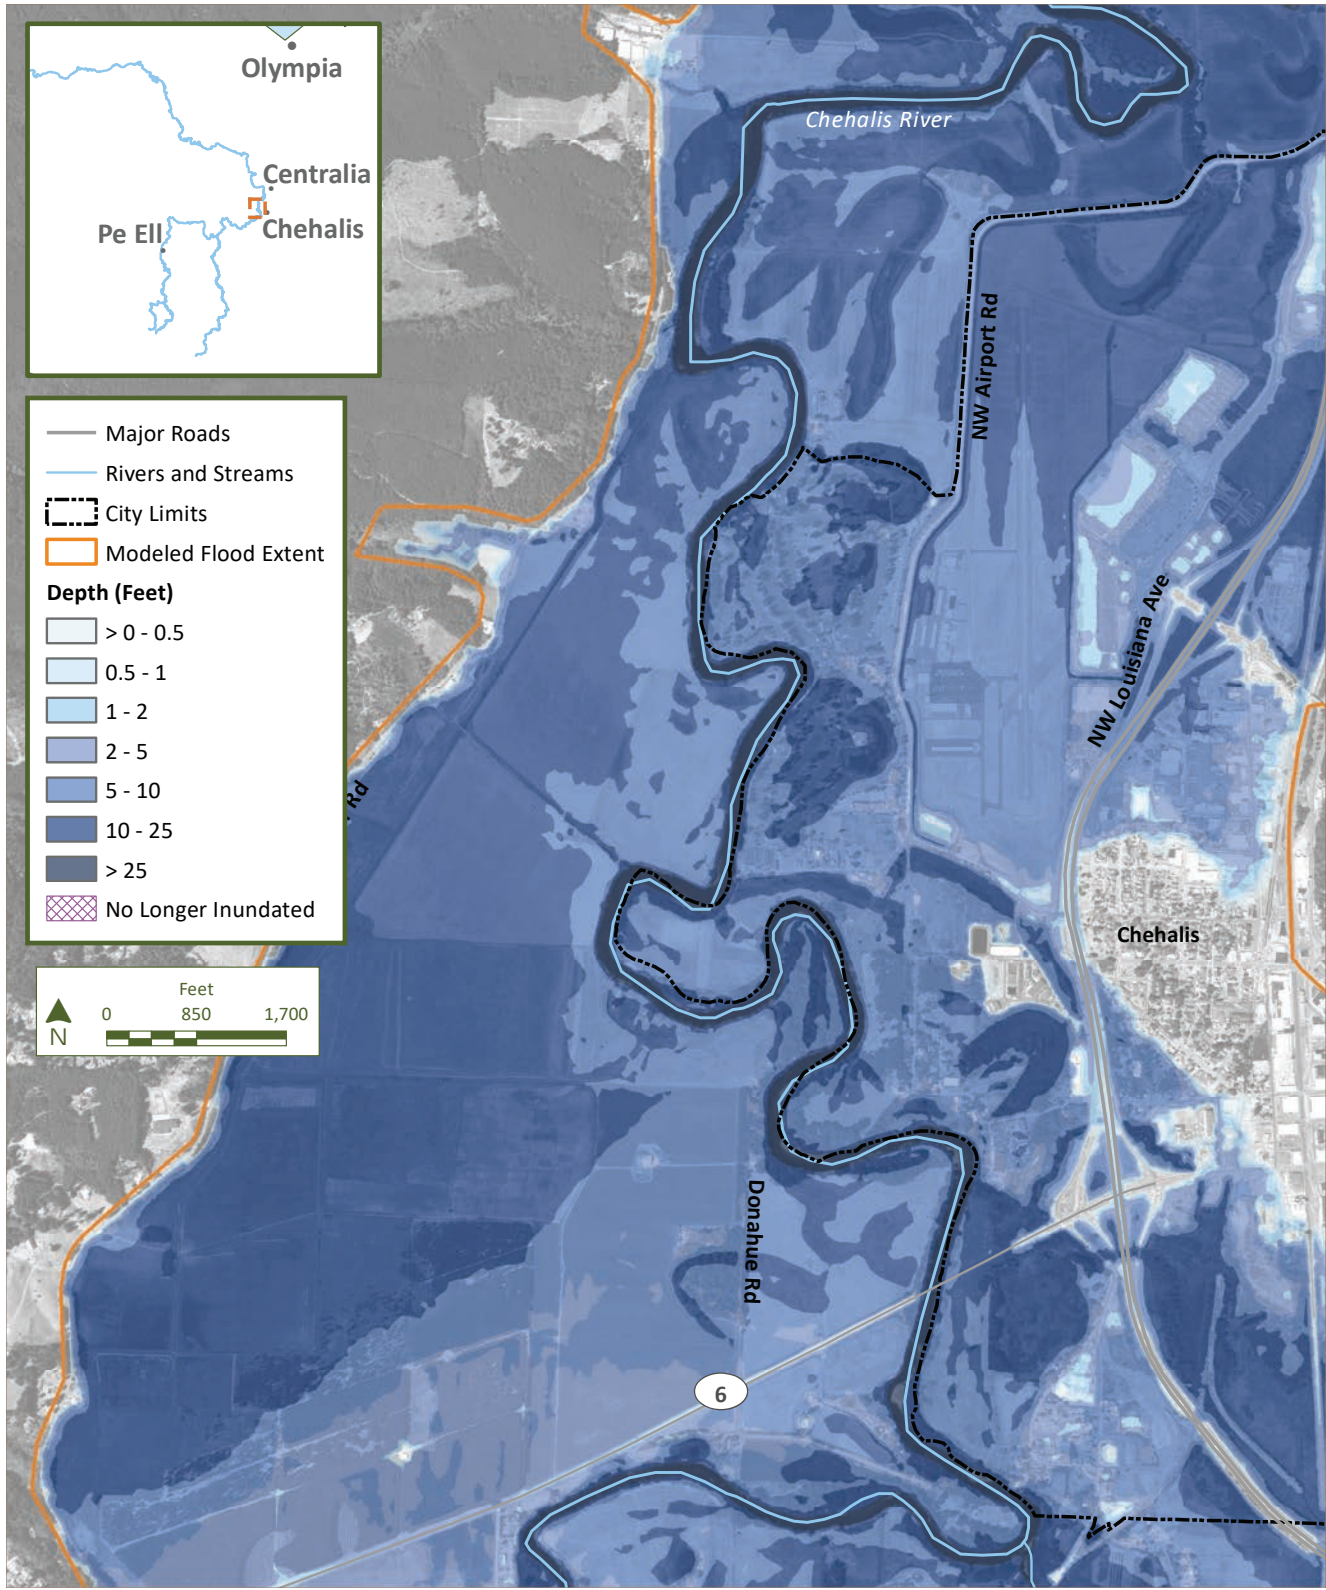 Olympia
Centralia
Pe Ell
Chehalis
Chehalis River
NW Airport Rd
Major Roads
Rivers and Streams
City Limits
Modeled Flood Extent
Depth (Feet)
> 0 - 0.5
0.5 - 1
1 - 2
2 - 5
5 - 10
10 - 25
> 25
No Longer Inundated
NW Louisiana Ave
Rd
Chehalis
Feet
0 850 1,700
N
Donahue Rd
6